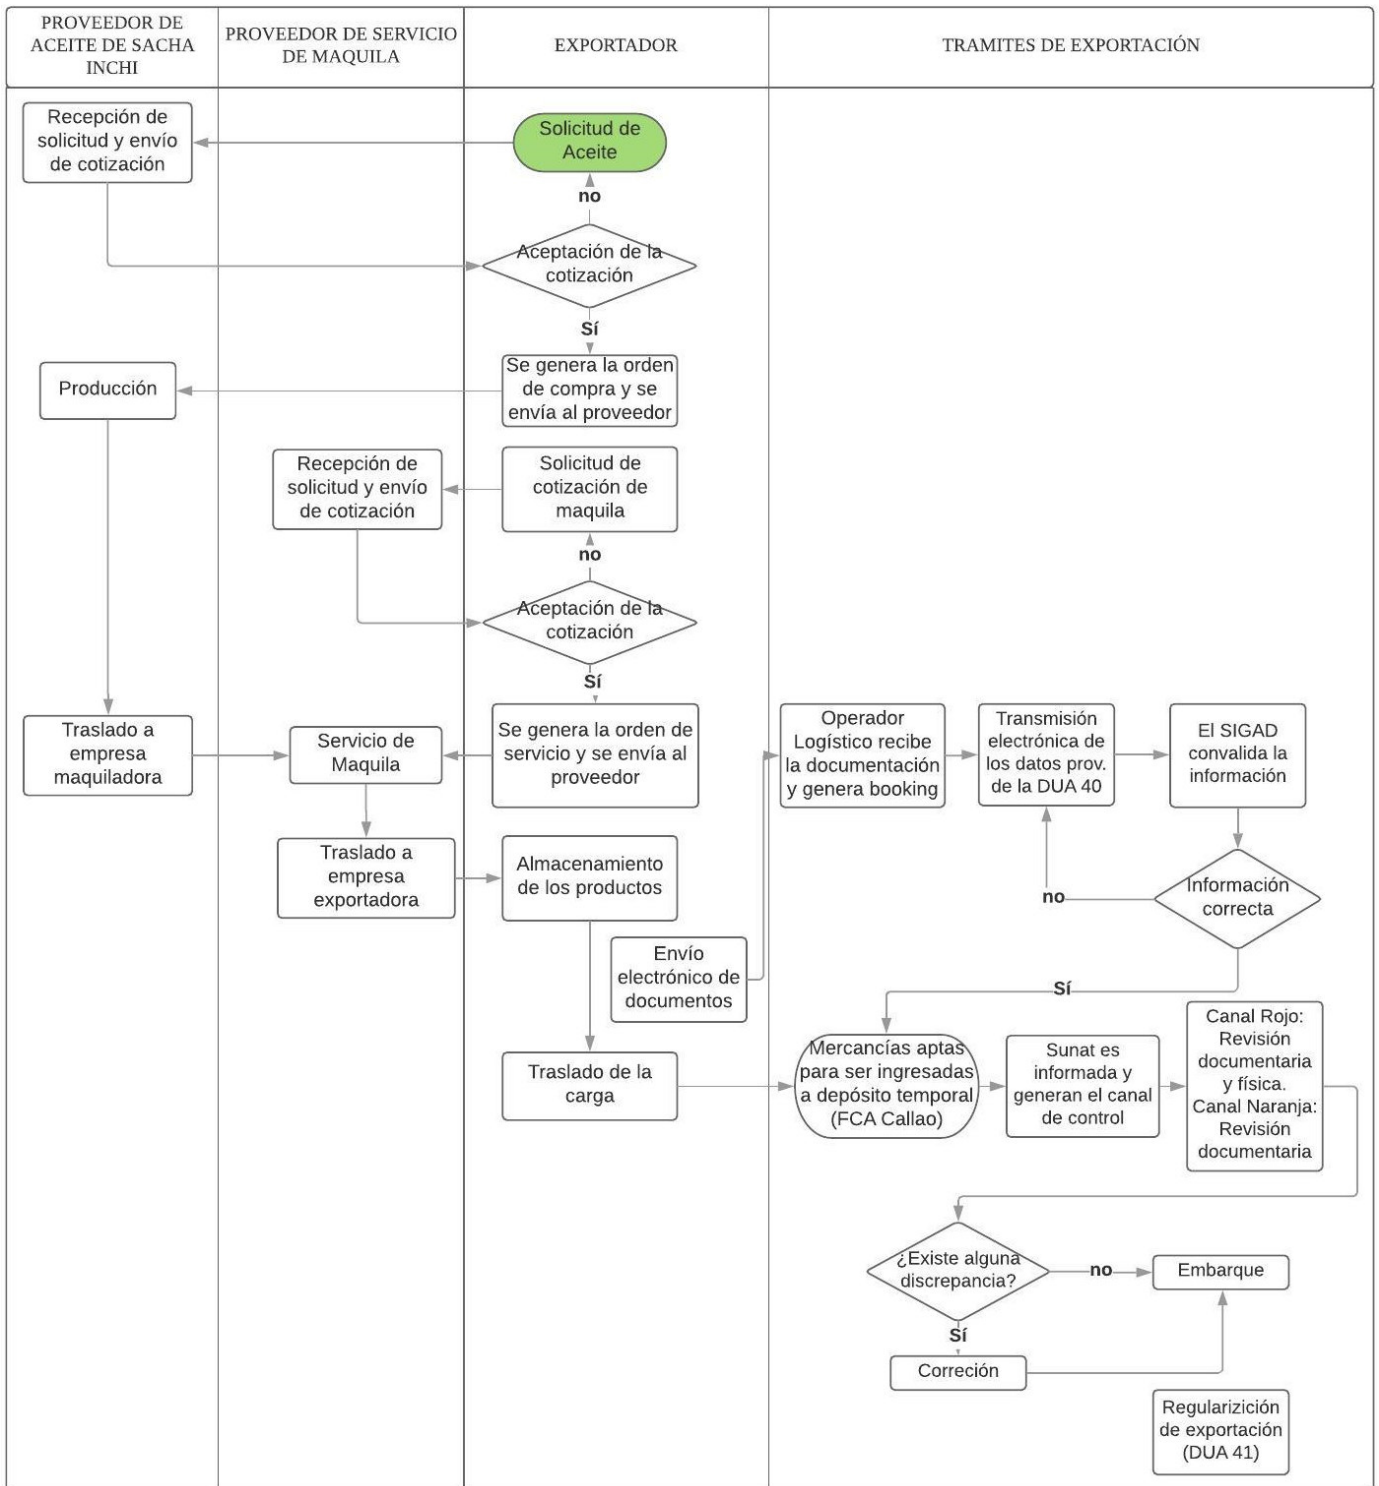 PROVEEDOR DE
ACEITE DE SACHA
INCHI
PROVEEDOR DE SERVICIO
DE MAQUILA
EXPORTADOR
TRAMITES DE EXPORTACIÓN
Recepción de
solicitud y envío
de cotización
Solicitud de
Aceite
no
Aceptación de la
cotización
Sí
Se genera la orden
de compra y se
envía al proveedor
Producción
Recepción de
solicitud y envío
de cotización
Solicitud de
cotización de
maquila
no
Aceptación de la
cotización
Sí
Traslado a
empresa
maquiladora
Servicio de
Maquila
Se genera la orden de
servicio y se envía al
proveedor
Operador
Logístico recibe
la documentación
y genera booking
Transmisión
electrónica de
los datos prov.
de la DUA 40
El SIGAD
convalida la
información
Traslado a
empresa
exportadora
Almacenamiento
de los productos
no
Información
correcta
Envío
electrónico de
documentos
Sí
Traslado de la
carga
Mercancías aptas
para ser ingresadas
a depósito temporal
(FCA Callao)
Sunat es
informada y
generan el canal
de control
Canal Rojo:
Revisión
documentaria
y física.
Canal Naranja:
Revisión
documentaria
¿Existe alguna
discrepancia?
no
Embarque
Sí
Correción
Regularizición
de exportación
(DUA 41)